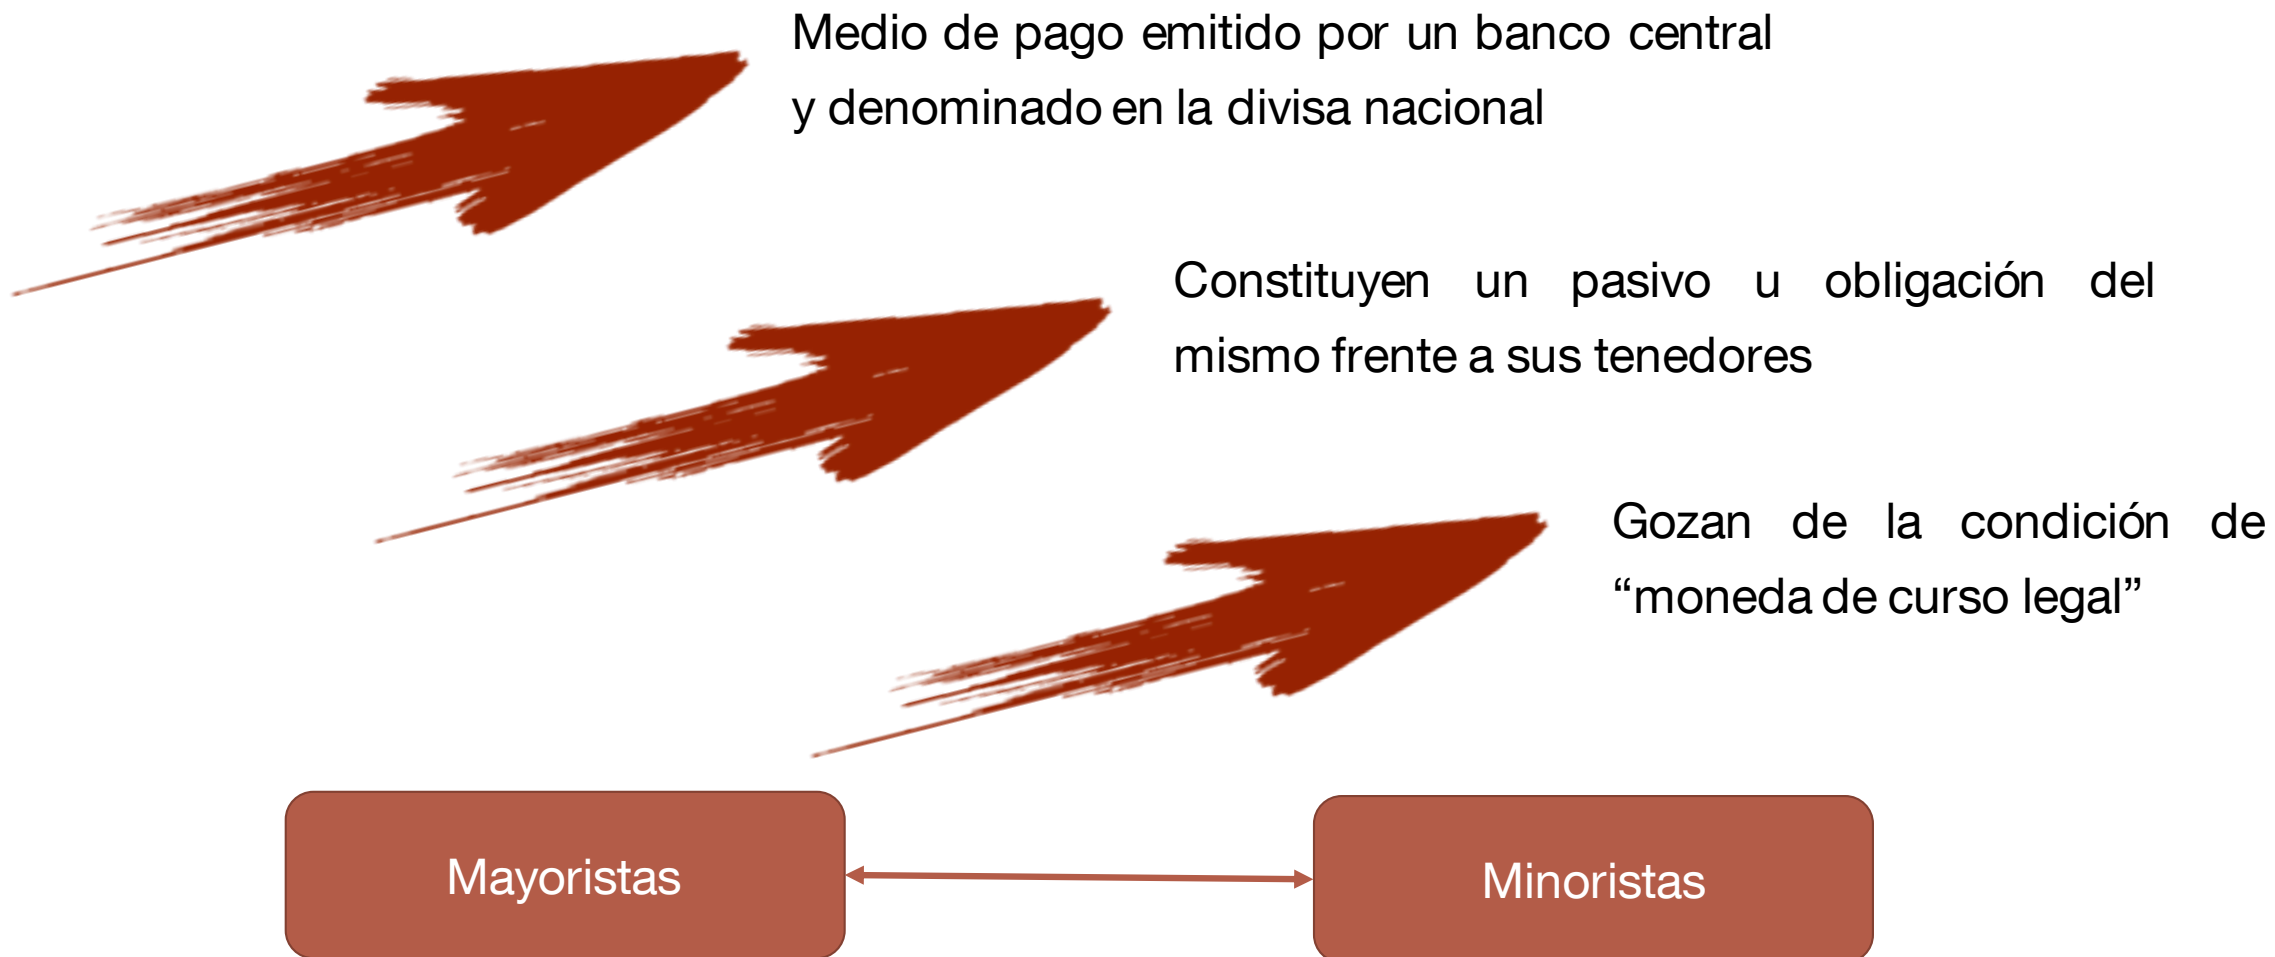 Medio de pago emitido por un banco central
y denominado en la divisa nacional
Constituyen un pasivo u obligación del
mismo frente a sus tenedores
Gozan de la condición de
“moneda de curso legal”
Mayoristas
Minoristas